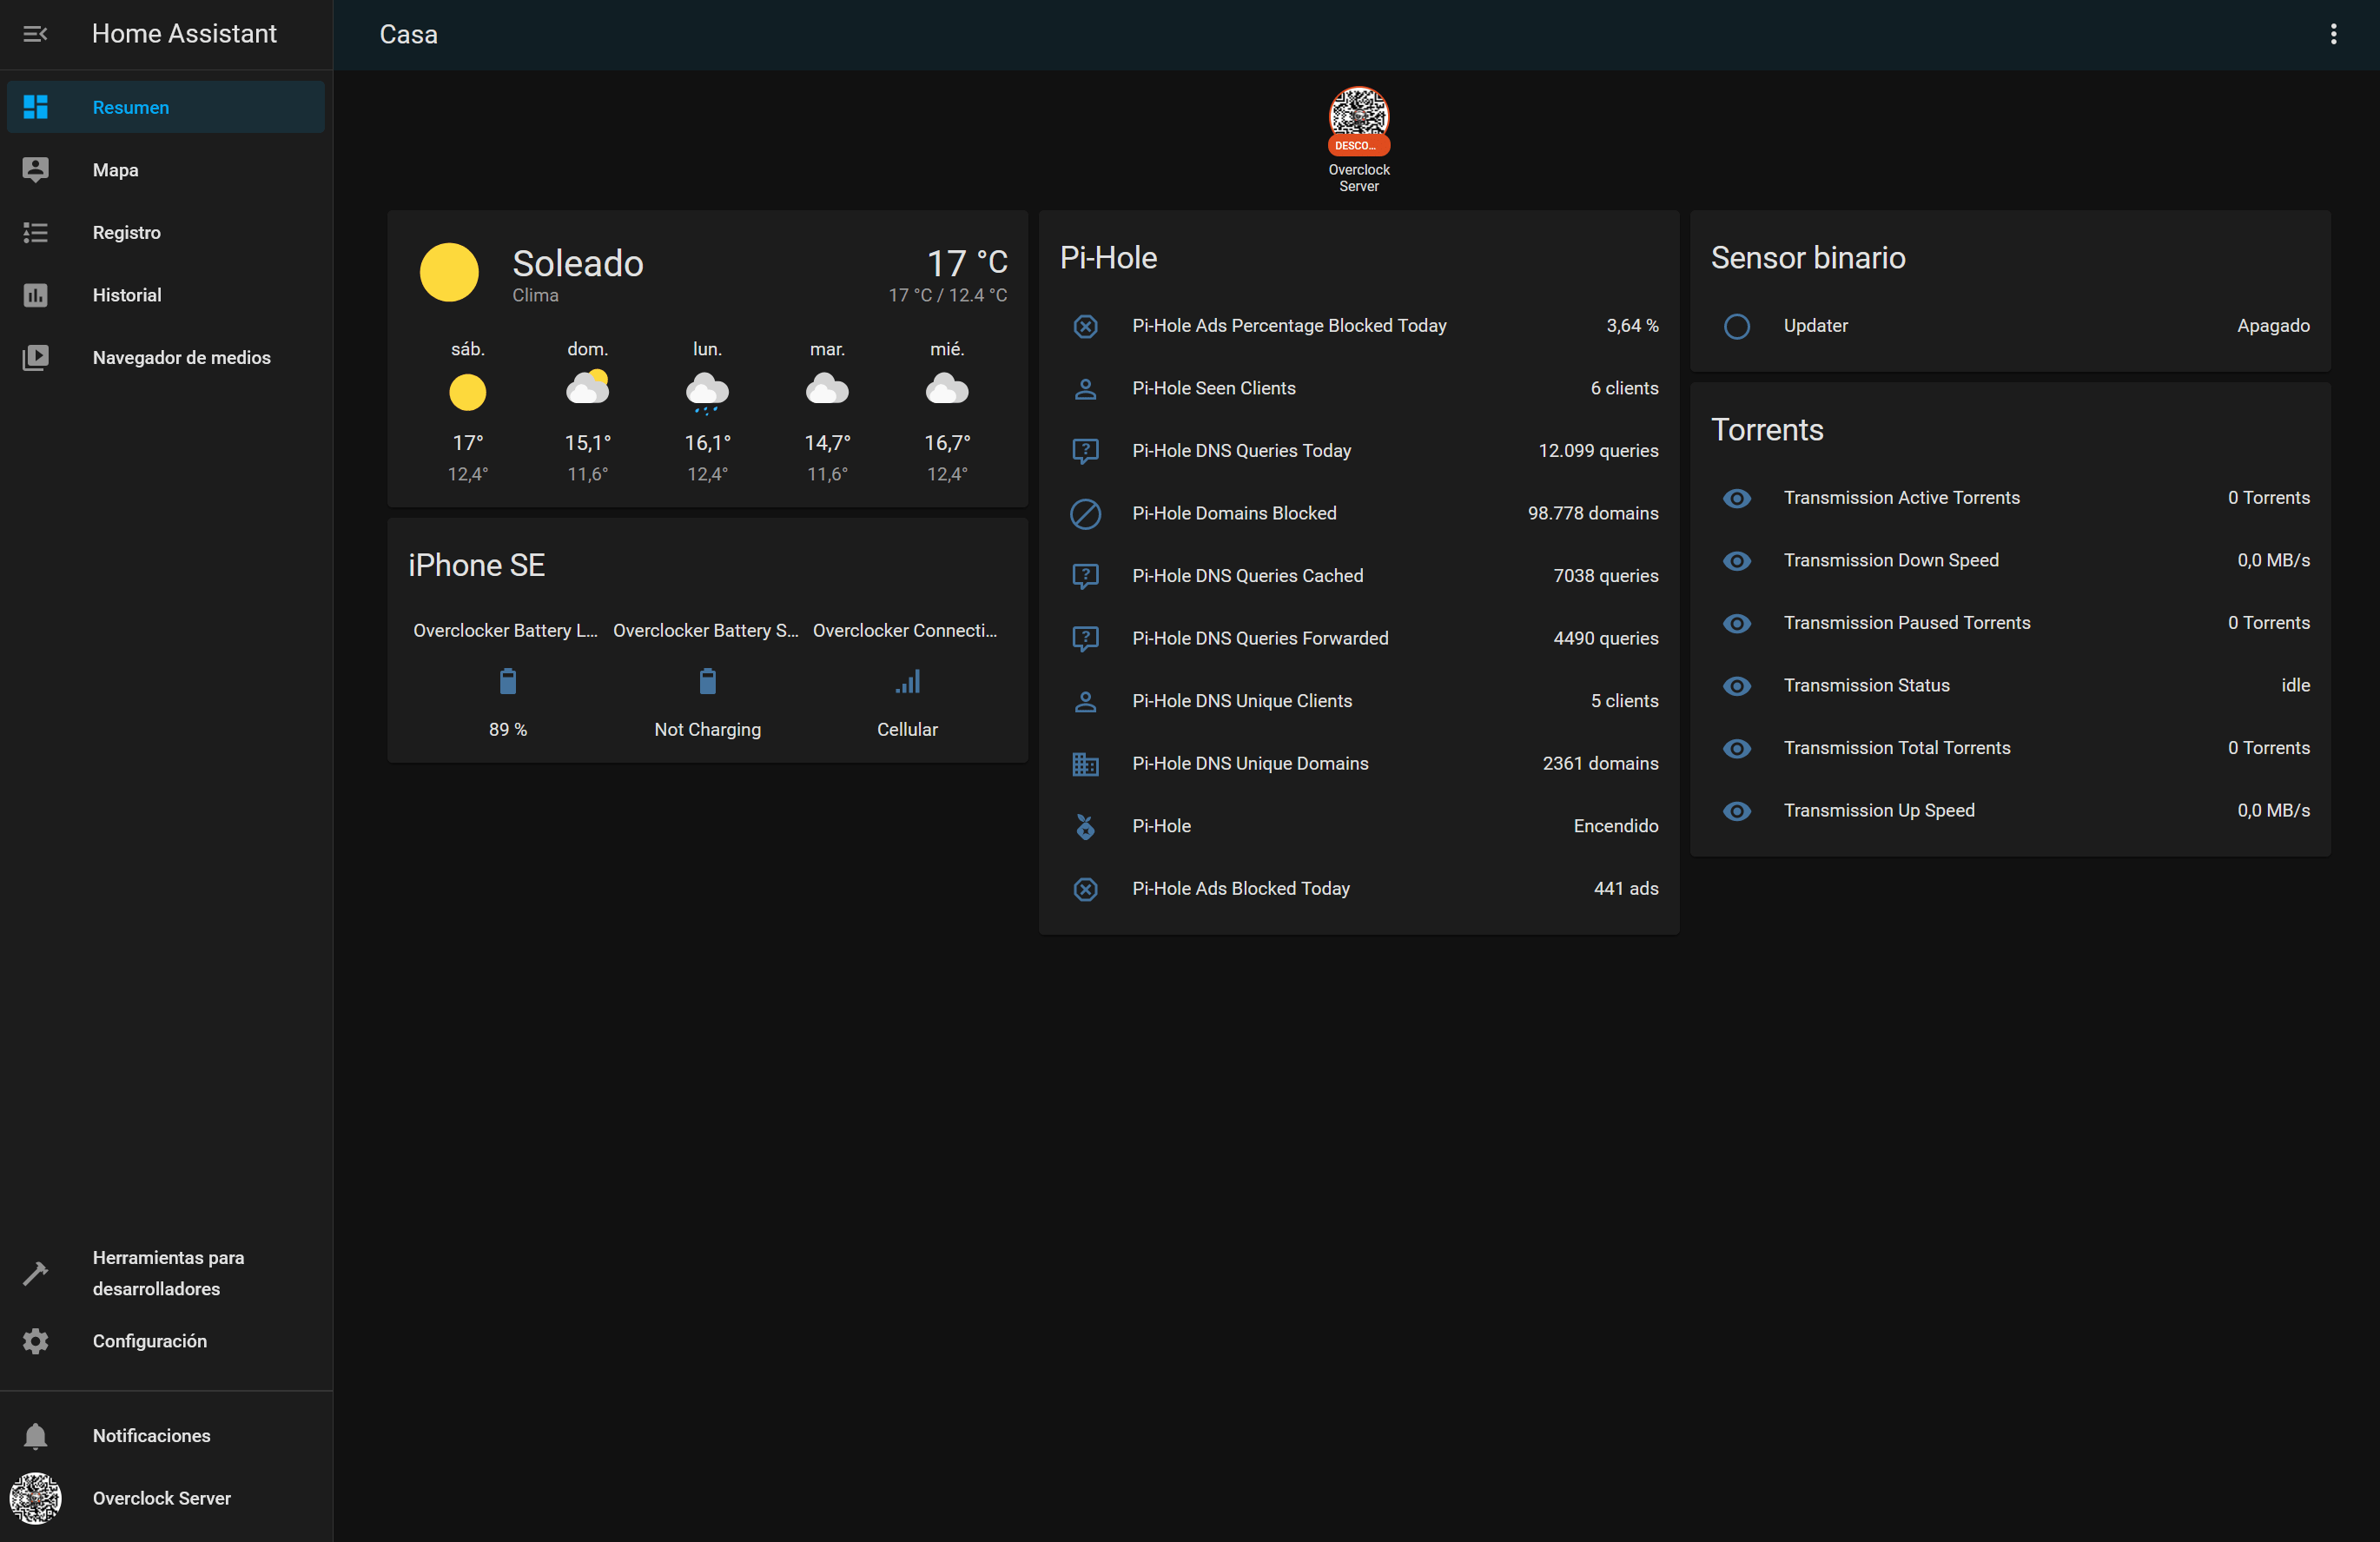 Home Assistant
Casa
Resumen
Mapa
Registro
Historial
Navegador de medios
Herramientas para
desarrolladores
Configuración
Notificaciones
Overclock Server
DESCO...
Overclock
Server
Soleado
Clima
17 °C
17 °C / 12.4 °C
sáb. dom. lun. mar. mié.
17° 15,1° 16,1° 14,7° 16,7°
12,4° 11,6° 12,4° 11,6° 12,4°
iPhone SE
Overclocker Battery L... Overclocker Battery S... Overclocker Connecti...
89 % Not Charging Cellular
Pi-Hole
Pi-Hole Ads Percentage Blocked Today 3,64 %
Pi-Hole Seen Clients 6 clients
Pi-Hole DNS Queries Today 12.099 queries
Pi-Hole Domains Blocked 98.778 domains
Pi-Hole DNS Queries Cached 7038 queries
Pi-Hole DNS Queries Forwarded 4490 queries
Pi-Hole DNS Unique Clients 5 clients
Pi-Hole DNS Unique Domains 2361 domains
Pi-Hole Encendido
Pi-Hole Ads Blocked Today 441 ads
Sensor binario
Updater Apagado
Torrents
Transmission Active Torrents 0 Torrents
Transmission Down Speed 0,0 MB/s
Transmission Paused Torrents 0 Torrents
Transmission Status idle
Transmission Total Torrents 0 Torrents
Transmission Up Speed 0,0 MB/s